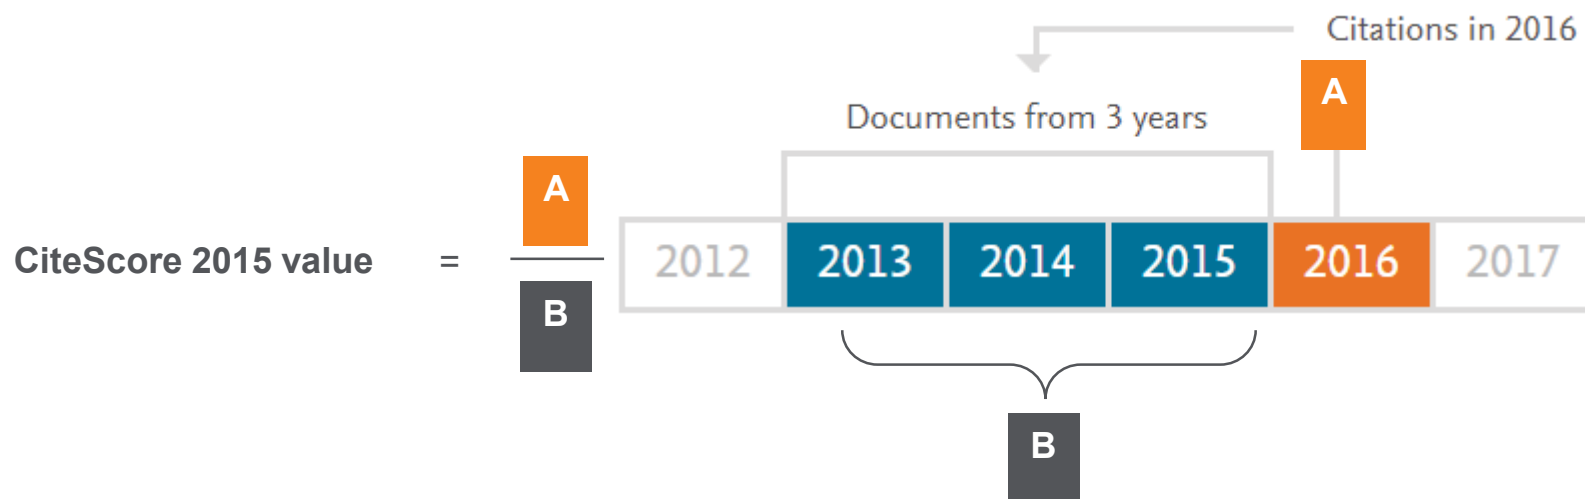 Citations in 2016
A
Documents from 3 years
A
CiteScore 2015 value =
2012 2013 2014 2015 2016 2017
B
B